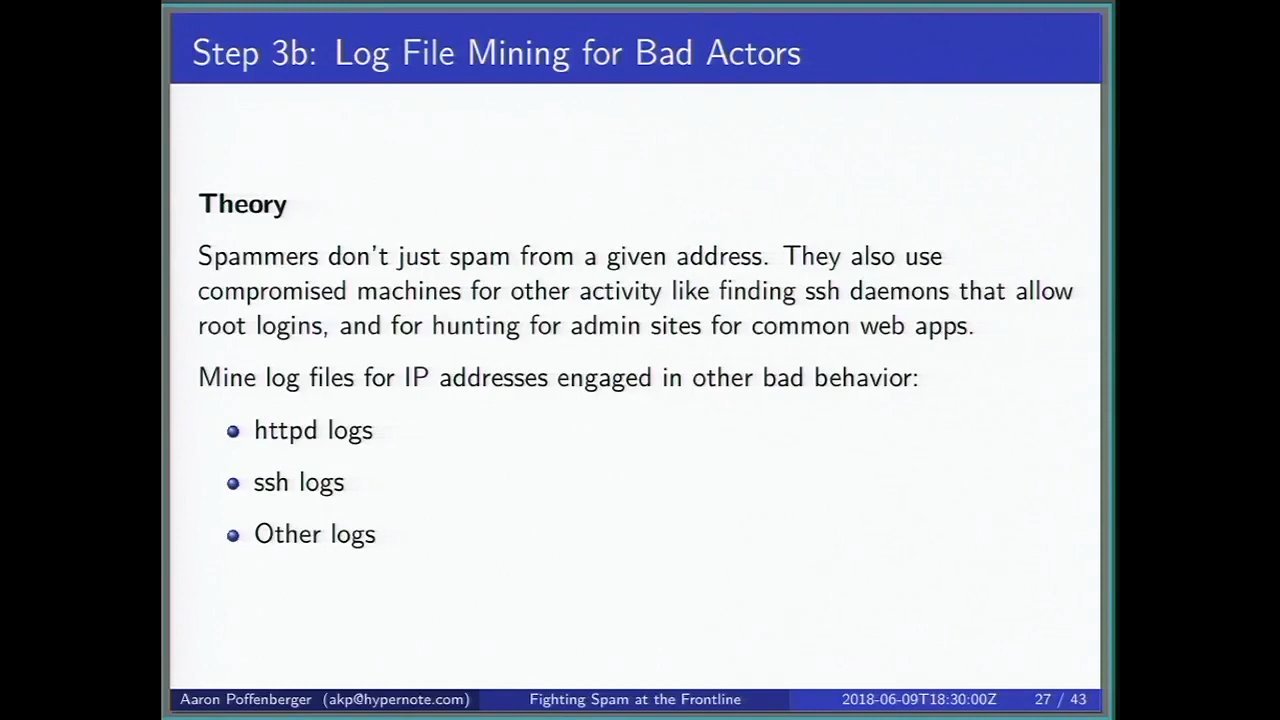 Step 3b: Log File Mining for Bad Actors
Theory
Spammers don't just spam from a given address. They also use
compromised machines for other activity like finding ssh daemons that allow
root logins, and for hunting for admin sites for common web apps.
Mine log files for IP addresses engaged in other bad behavior:
httpd logs
ssh logs
Other logs
Aaron Poffenberger (akp@hypernote.com) Fighting Spam at the Frontline 2018-06-09T18:30:00Z 27 / 43